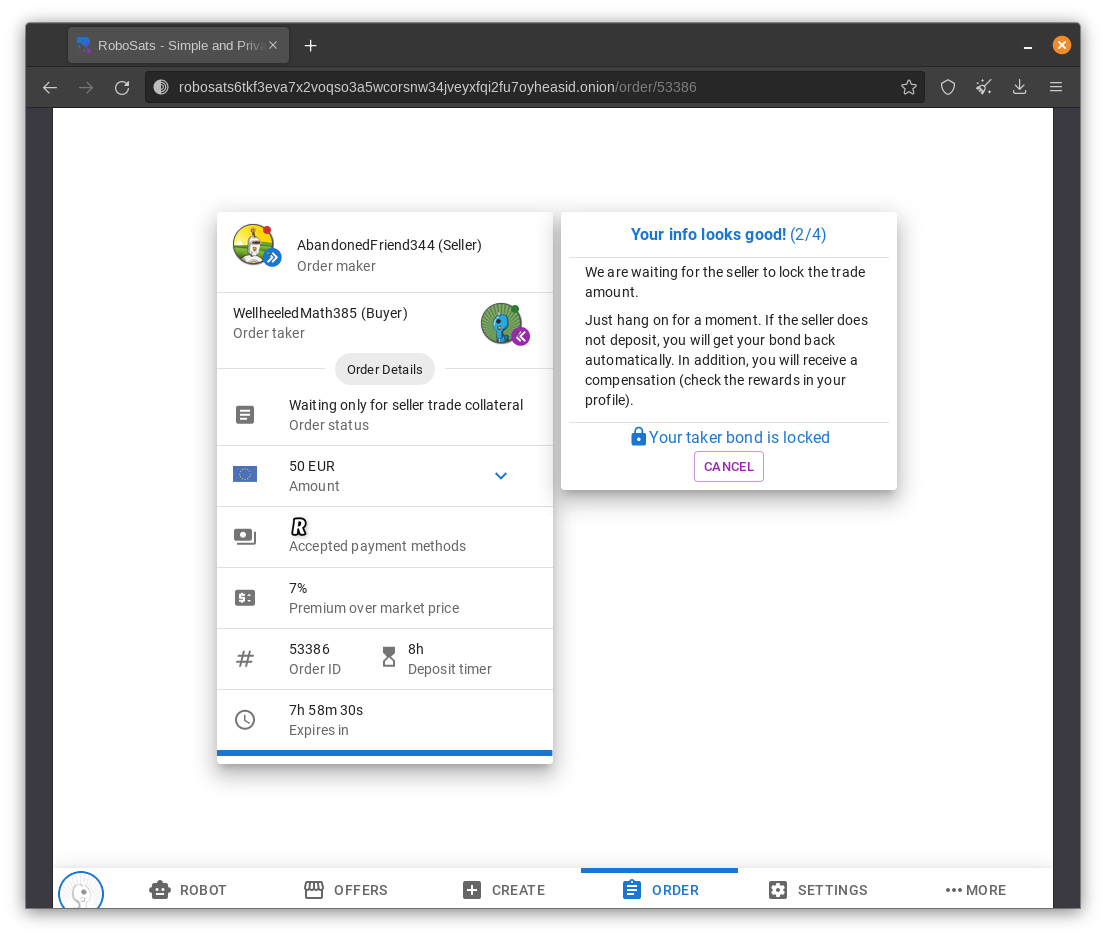 RoboSats - Simple and Priva
robosats6tkf3eva7x2voqso3a5wcorsnw34jveyxfqi2fu7oyheasid.onion/order/53386
AbandonedFriend344 (Seller)
Order maker
WellheeledMath385 (Buyer)
Order taker
Order Details
Waiting only for seller trade collateral
Order status
50 EUR
Amount
R
Accepted payment methods
7%
Premium over market price
53386
Order ID
8h
Deposit timer
7h 58m 30s
Expires in
Your info looks good! (2/4)
We are waiting for the seller to lock the trade
amount.
Just hang on for a moment. If the seller does
not deposit, you will get your bond back
automatically. In addition, you will receive a
compensation (check the rewards in your
profile).
Your taker bond is locked
CANCEL
ROBOT
OFFERS
CREATE
ORDER
SETTINGS
MORE